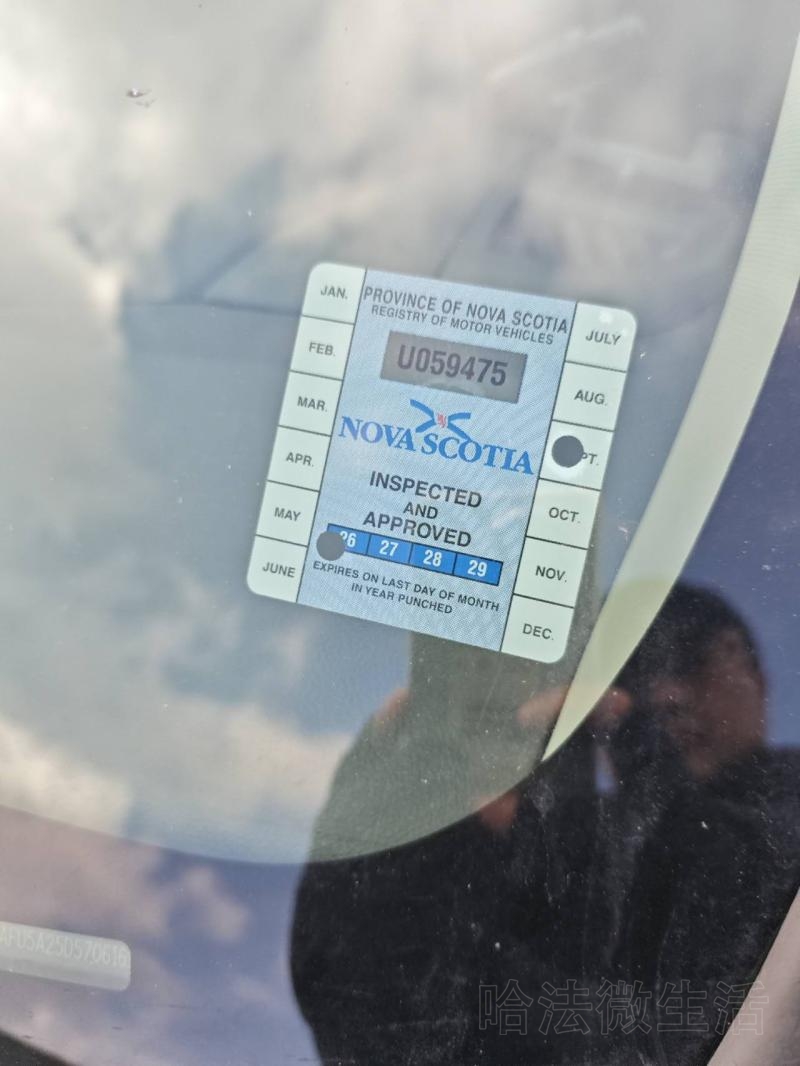 PROVINCE OF NOVA SCOTIA
REGISTRY OF MOTOR VEHICLES
U059475
NOVA SCOTIA
INSPECTED
AND
APPROVED
26 27 28 29
EXPIRES ON LAST DAY OF MONTH
IN YEAR PUNCHED
JAN.
FEB.
MAR.
APR.
MAY
JUNE
JULY
AUG.
PT.
OCT.
NOV.
DEC.
哈法微生活